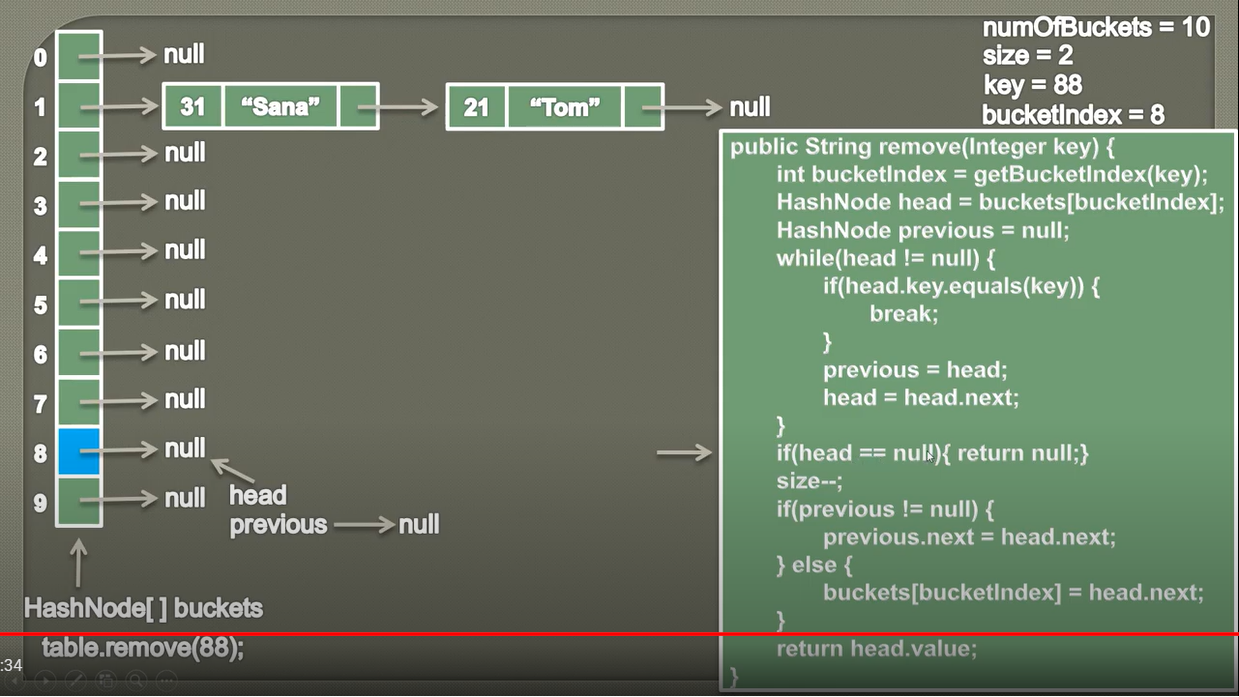 numOfBuckets = 10
size = 2
key = 88
bucketIndex = 8
0 null
1 31 "Sana" 21 "Tom" null
2 null
3 null
4 null
5 null
6 null
7 null
8 null
9 null
head
previous null
HashNode[ ] buckets
table.remove(88);
:34
public String remove(Integer key) {
int bucketIndex = getBucketIndex(key);
HashNode head = buckets[bucketIndex];
HashNode previous = null;
while(head != null) {
if(head.key.equals(key)) {
break;
}
previous = head;
head = head.next;
}
if(head == null){ return null;}
size--;
if(previous != null) {
previous.next = head.next;
} else {
buckets[bucketIndex] = head.next;
}
return head.value;
}